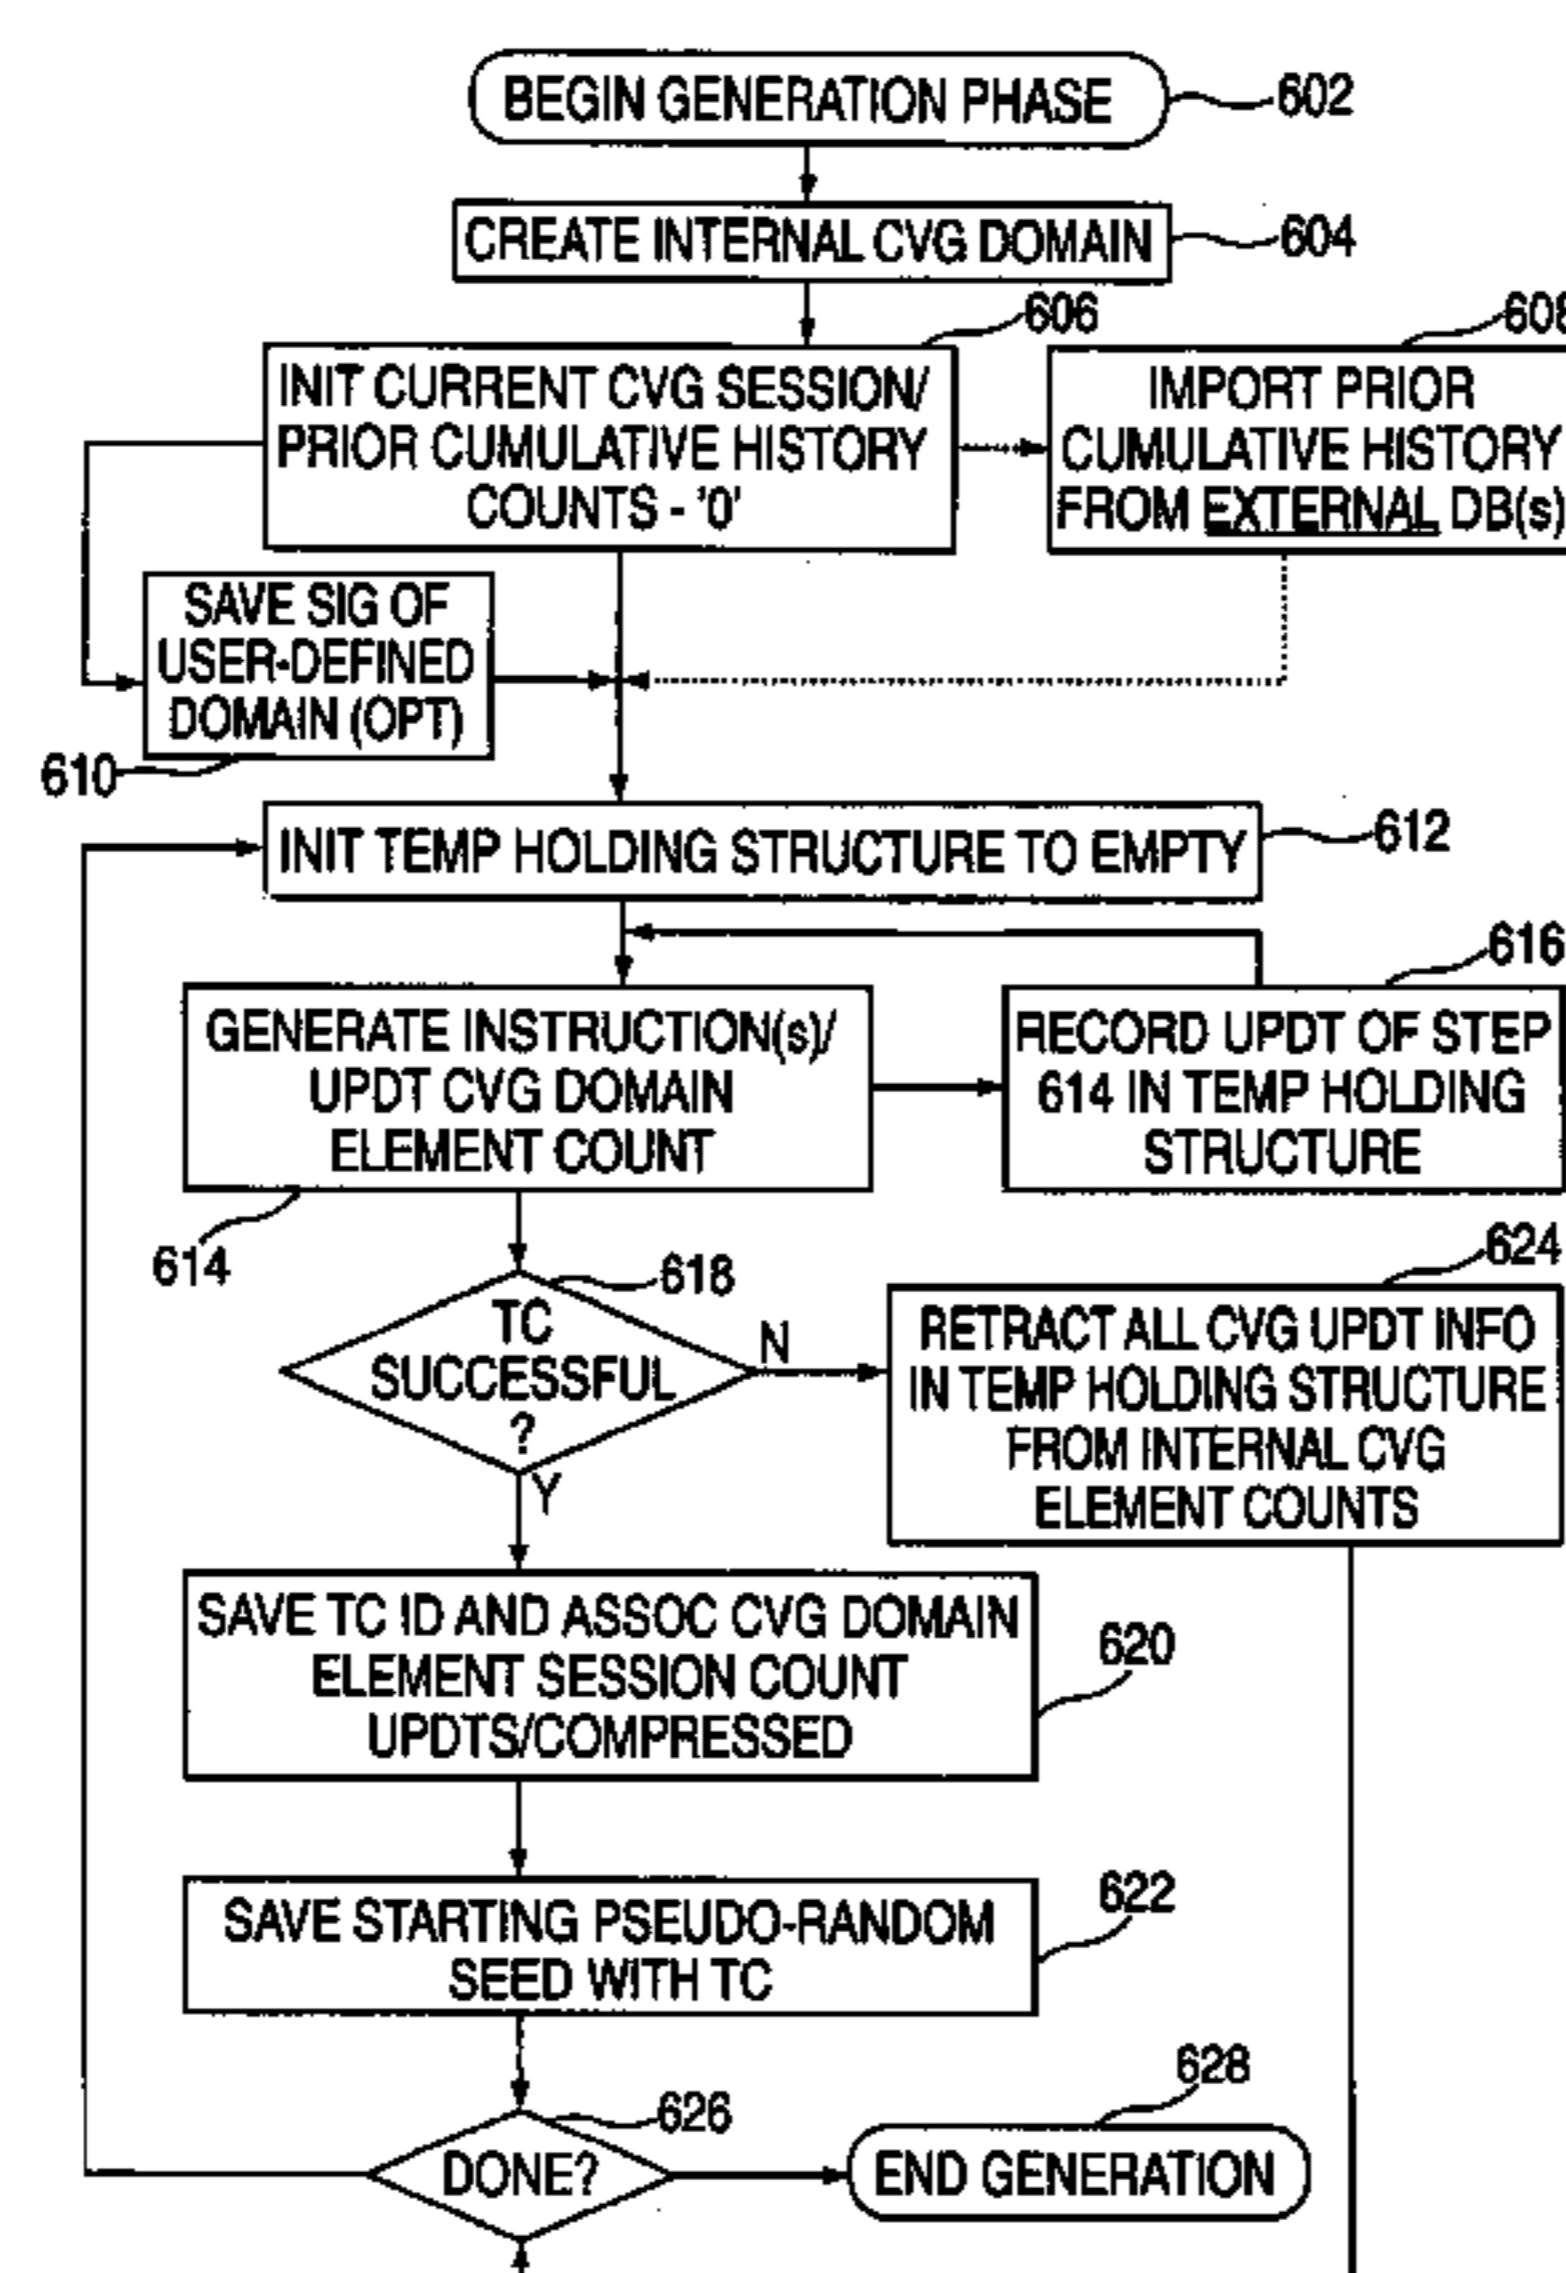 BEGIN GENERATION PHASE
602
CREATE INTERNAL CVG DOMAIN
604
606
INIT CURRENT CVG SESSION/
PRIOR CUMULATIVE HISTORY
COUNTS - '0'
608
IMPORT PRIOR
CUMULATIVE HISTORY
FROM EXTERNAL DB(s)
SAVE SIG OF
USER-DEFINED
DOMAIN (OPT)
610
INIT TEMP HOLDING STRUCTURE TO EMPTY
612
GENERATE INSTRUCTION(s)/
UPDT CVG DOMAIN
ELEMENT COUNT
614
616
RECORD UPDT OF STEP
614 IN TEMP HOLDING
STRUCTURE
618
TC
SUCCESSFUL
?
N
Y
624
RETRACT ALL CVG UPDT INFO
IN TEMP HOLDING STRUCTURE
FROM INTERNAL CVG
ELEMENT COUNTS
SAVE TC ID AND ASSOC CVG DOMAIN
ELEMENT SESSION COUNT
UPDTS/COMPRESSED
620
SAVE STARTING PSEUDO-RANDOM
SEED WITH TC
622
626
DONE?
628
END GENERATION